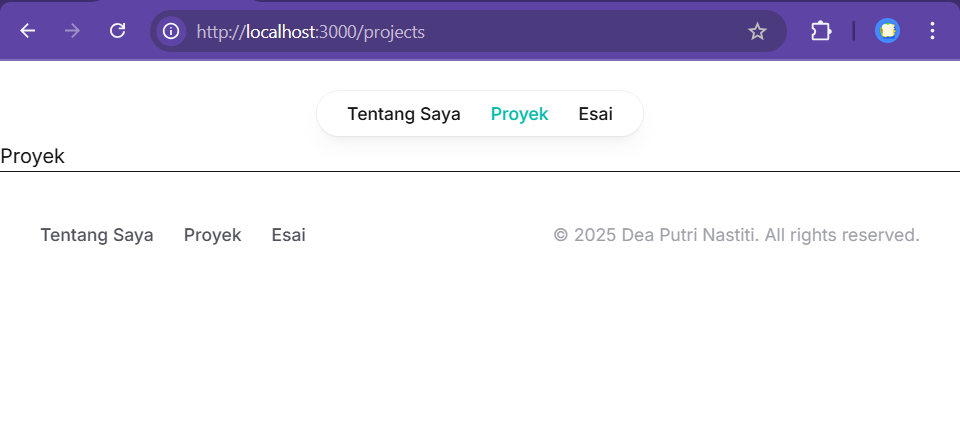 http://localhost:3000/projects
Tentang Saya Proyek Esai
Proyek
Tentang Saya Proyek Esai © 2025 Dea Putri Nastiti. All rights reserved.